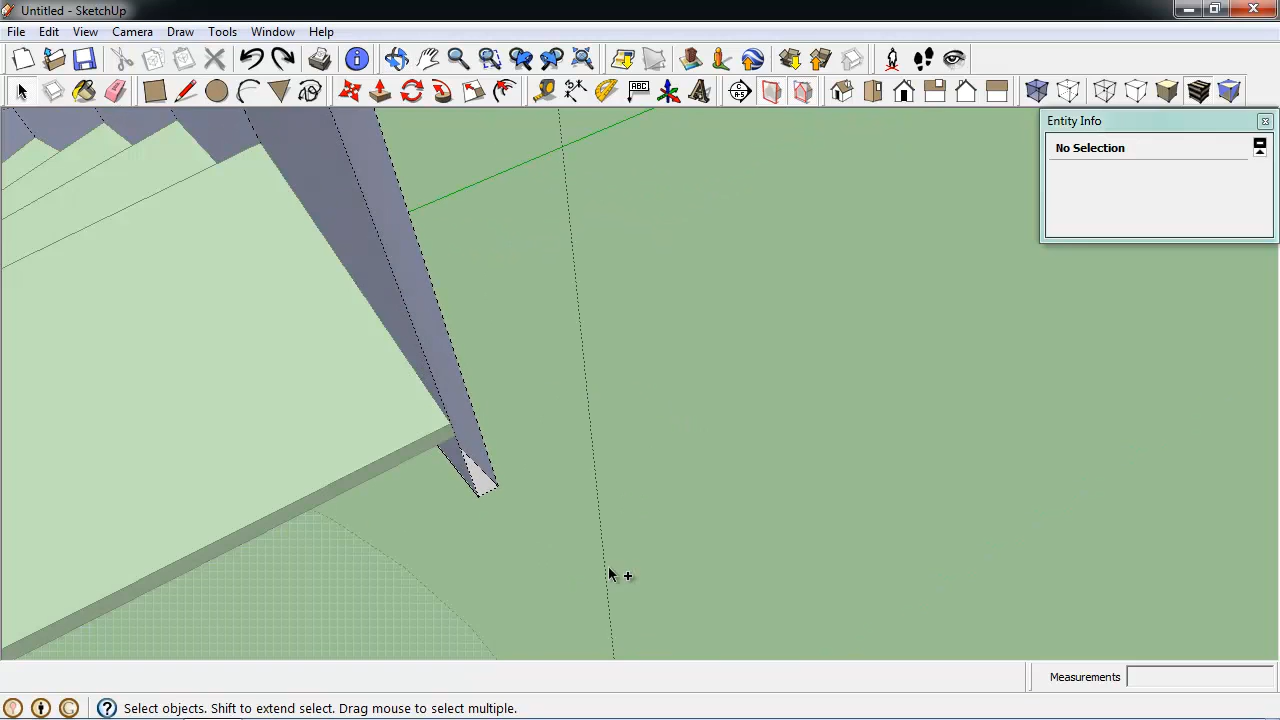 Untitled - SketchUp
File Edit View Camera Draw Tools Window Help
ABC
Entity Info
No Selection
Measurements
Select objects. Shift to extend select. Drag mouse to select multiple.